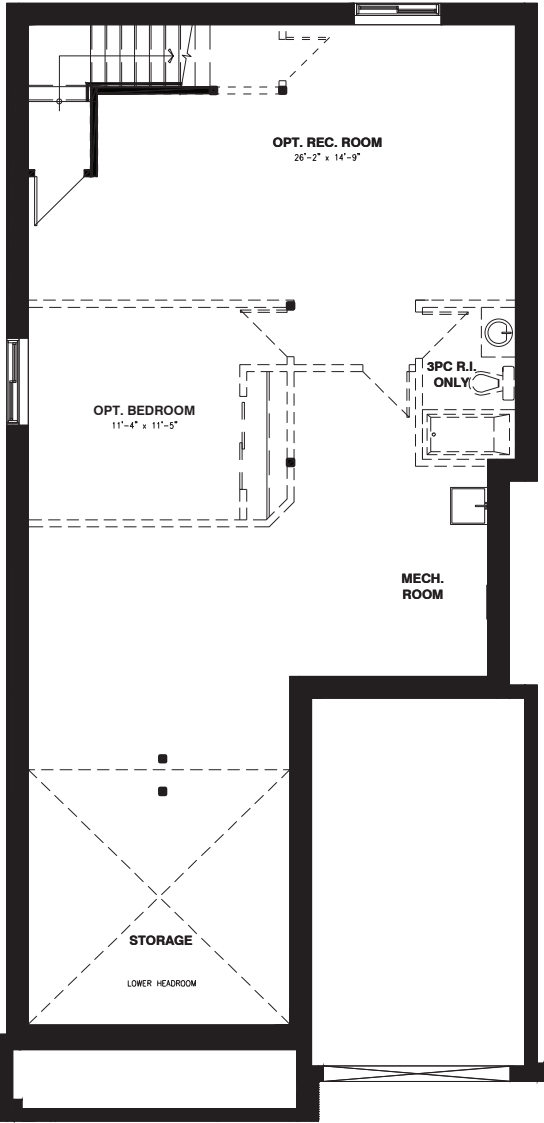 OPT. REC. ROOM
26'-2" x 14'-9"
3PC R.I.
ONLY
OPT. BEDROOM
11'-4" x 11'-5"
MECH.
ROOM
STORAGE
LOWER HEADROOM